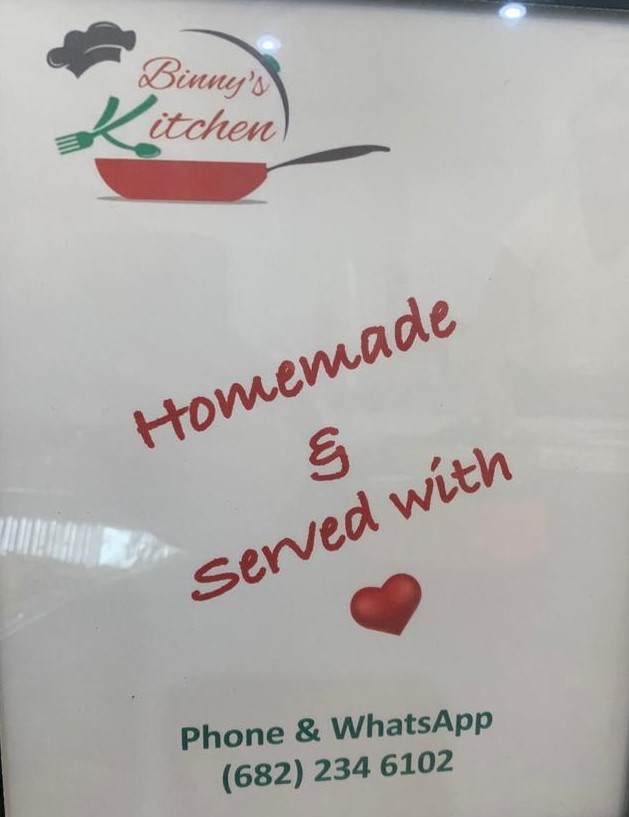 Binny's
Kitchen
Homemade
&
Served with
Phone & WhatsApp
(682) 234 6102